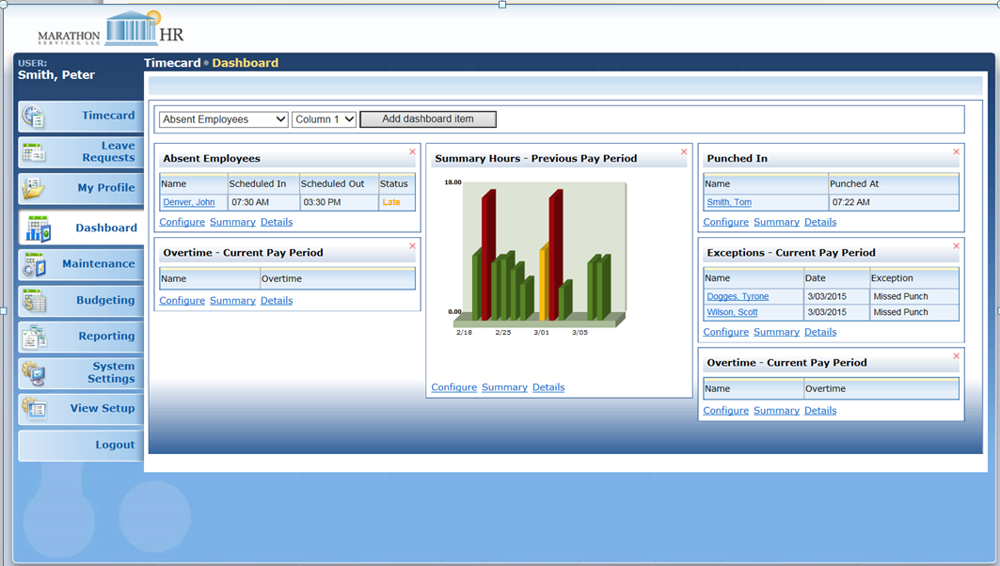 MARATHON HR
SERVICES, LLC
USER:
Smith, Peter
Timecard • Dashboard
Timecard
Leave
Requests
My Profile
Dashboard
Maintenance
Budgeting
Reporting
System
Settings
View Setup
Logout
Absent Employees Column 1 Add dashboard item
Absent Employees
Name Scheduled In Scheduled Out Status
Denver, John 07:30 AM 03:30 PM Late
Configure Summary Details
Overtime - Current Pay Period
Name Overtime
Configure Summary Details
Summary Hours - Previous Pay Period
18.00
0.00
2/18 2/25 3/01 3/05
Configure Summary Details
Punched In
Name Punched At
Smith, Tom 07:22 AM
Configure Summary Details
Exceptions - Current Pay Period
Name Date Exception
Dogges, Tyrone 3/03/2015 Missed Punch
Wilson, Scott 3/03/2015 Missed Punch
Configure Summary Details
Overtime - Current Pay Period
Name Overtime
Configure Summary Details